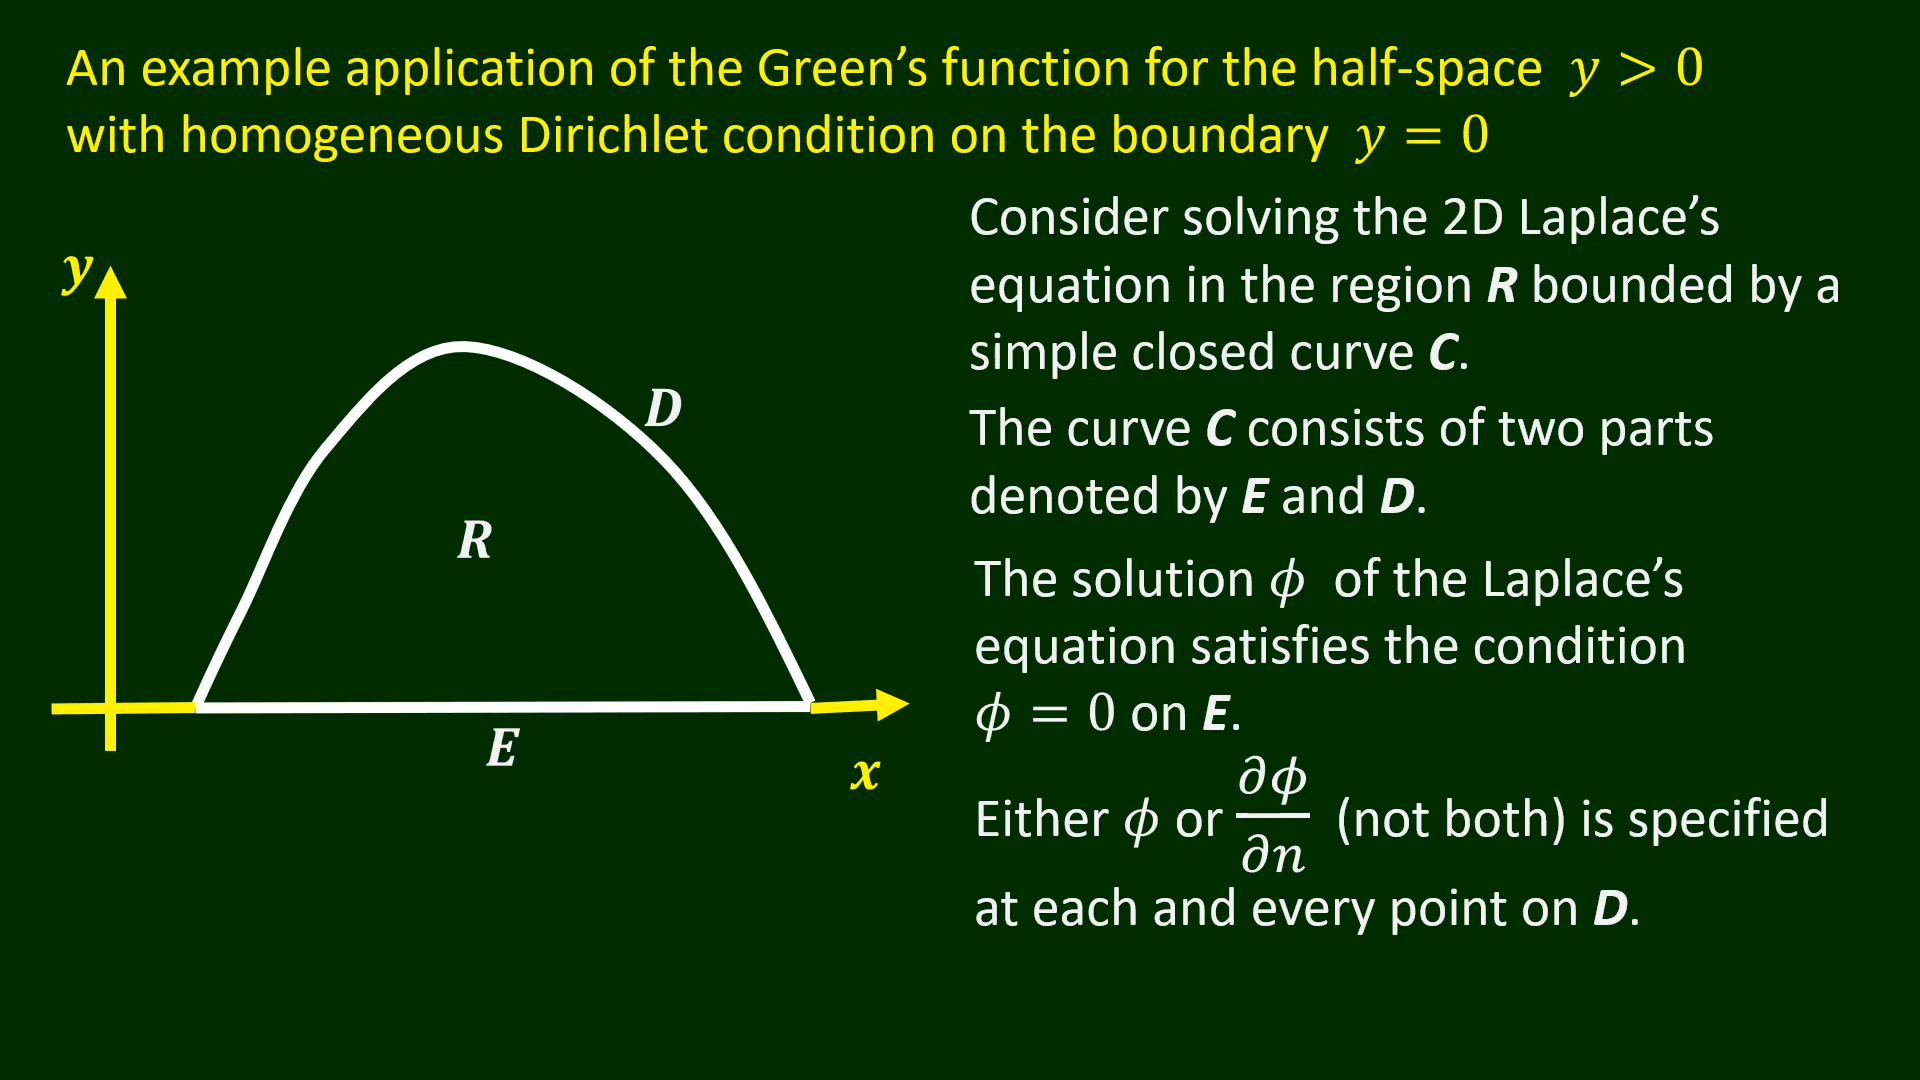 An example application of the Green’s function for the half-space y > 0
with homogeneous Dirichlet condition on the boundary y = 0
y
D
R
E
x
Consider solving the 2D Laplace’s
equation in the region R bounded by a
simple closed curve C.
The curve C consists of two parts
denoted by E and D.
The solution ϕ of the Laplace’s
equation satisfies the condition
ϕ = 0 on E.
Either ϕ or ∂ϕ/∂n (not both) is specified
at each and every point on D.